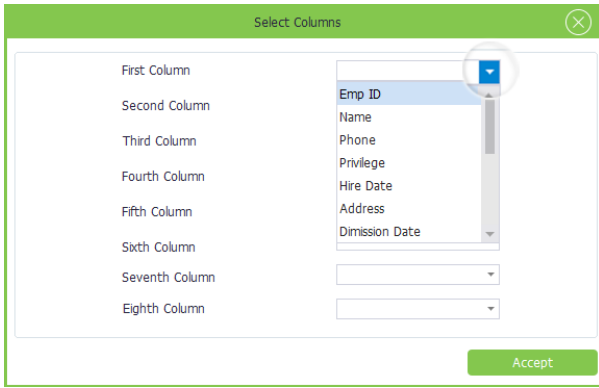 Select Columns
First Column
Emp ID
Second Column
Name
Phone
Third Column
Privilege
Fourth Column
Hire Date
Fifth Column
Address
Dimission Date
Sixth Column
Seventh Column
Eighth Column
Accept